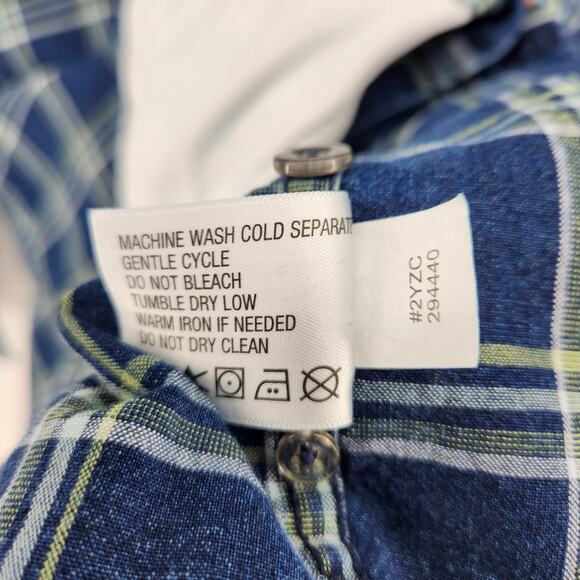 MACHINE WASH COLD SEPARATE
GENTLE CYCLE
DO NOT BLEACH
TUMBLE DRY LOW
WARM IRON IF NEEDED
DO NOT DRY CLEAN
#2YZC
294440